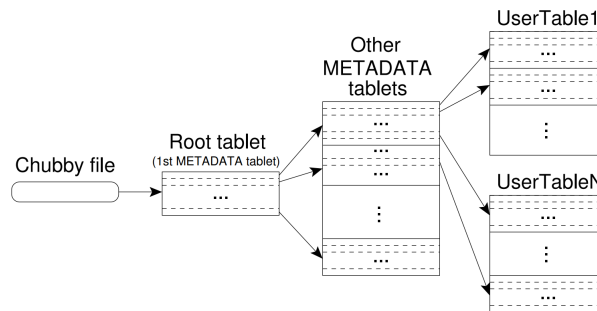 UserTable1
Other
METADATA
tablets
Root tablet
(1st METADATA tablet)
Chubby file
UserTableN
...
...
...
...
...
...
...
...
...
...
...
...